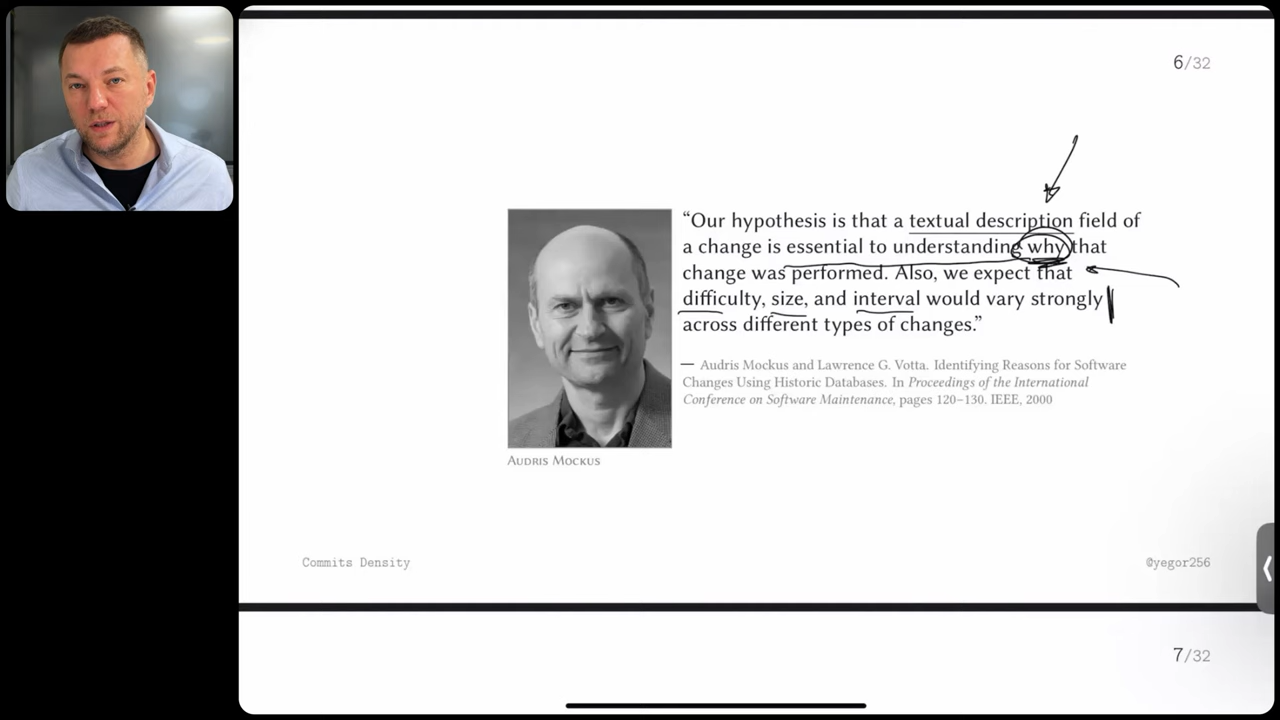 6/32
“Our hypothesis is that a textual description field of
a change is essential to understanding why that
change was performed. Also, we expect that
difficulty, size, and interval would vary strongly
across different types of changes.”
— Audris Mockus and Lawrence G. Votta. Identifying Reasons for Software
Changes Using Historic Databases. In Proceedings of the International
Conference on Software Maintenance, pages 120–130. IEEE, 2000
Audris Mockus
Commits Density
@yegor256
7/32